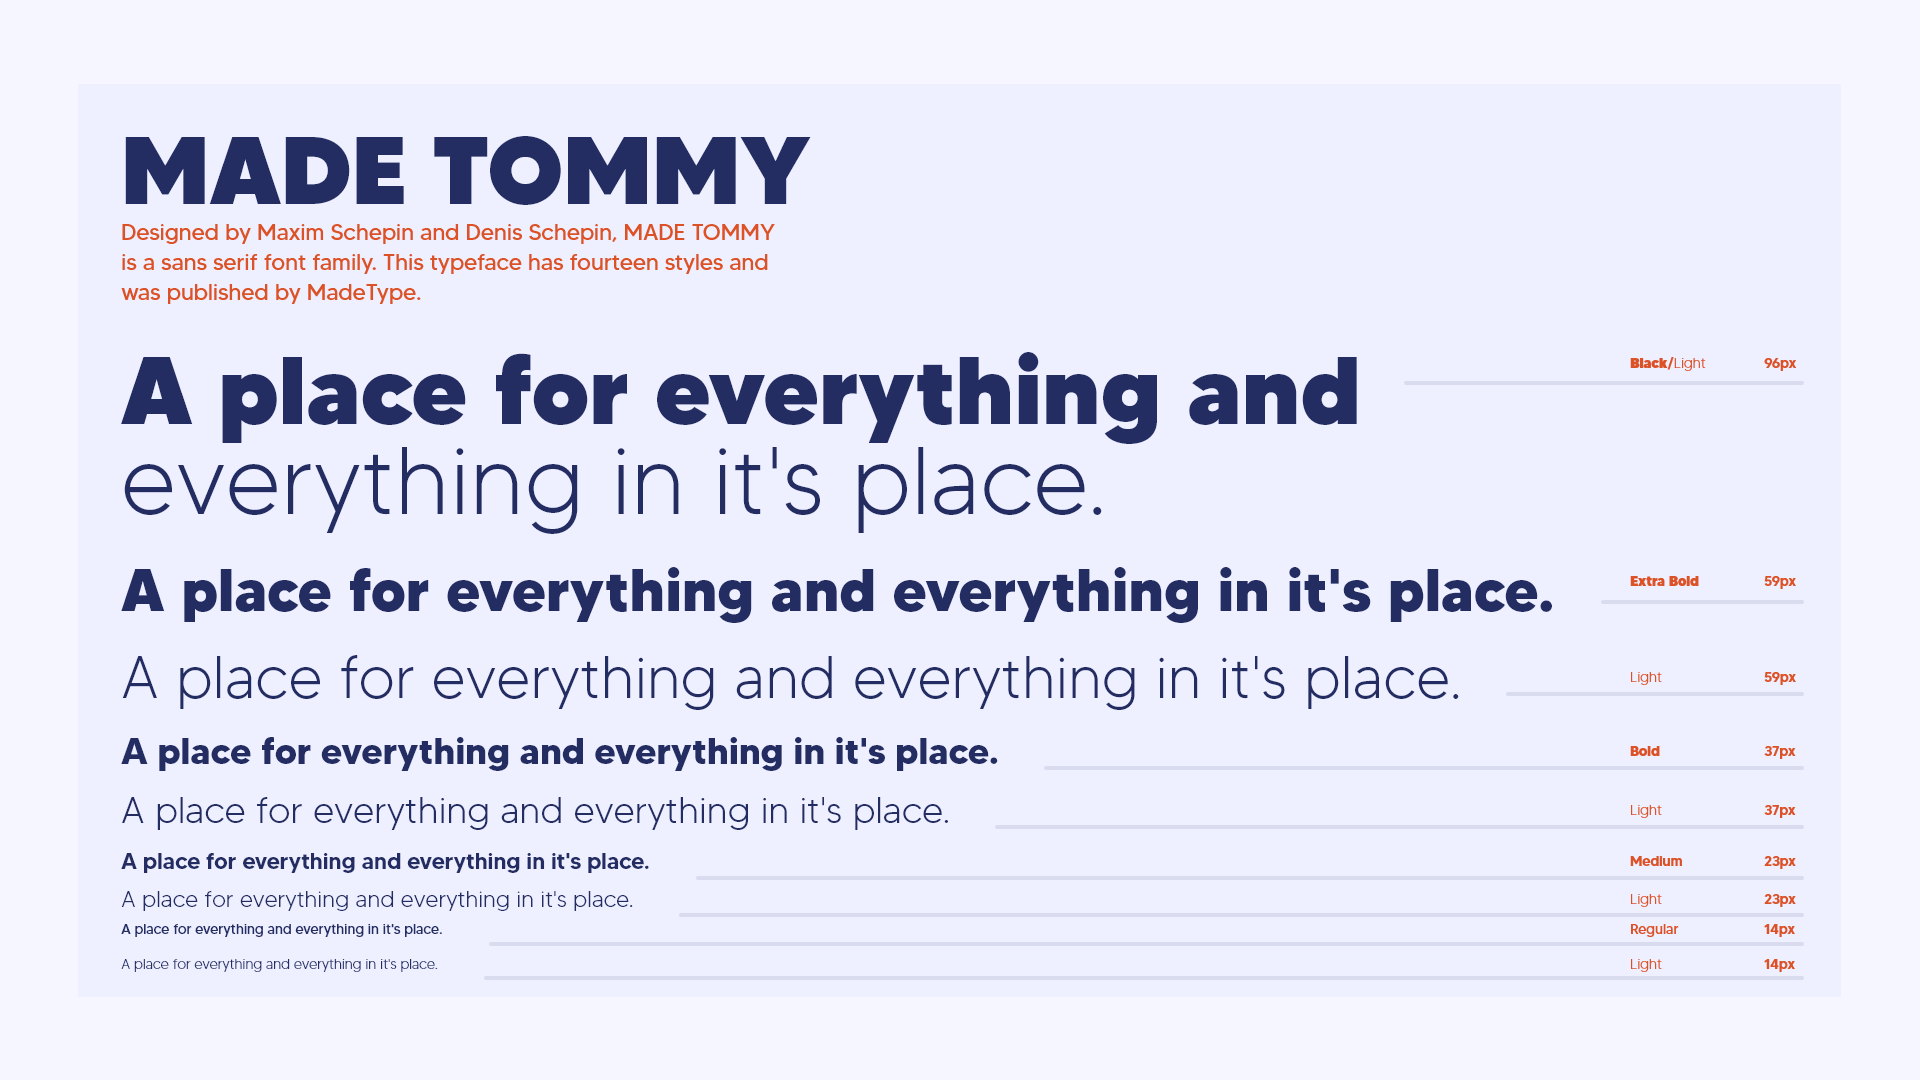 MADE TOMMY
Designed by Maxim Schepin and Denis Schepin, MADE TOMMY
is a sans serif font family. This typeface has fourteen styles and
was published by MadeType.
A place for everything and
Black/Light 96px
everything in it's place.
A place for everything and everything in it's place.
Extra Bold 59px
A place for everything and everything in it's place.
Light 59px
A place for everything and everything in it's place.
Bold 37px
A place for everything and everything in it's place.
Light 37px
A place for everything and everything in it's place.
Medium 23px
A place for everything and everything in it's place.
Light 23px
A place for everything and everything in it's place.
Regular 14px
A place for everything and everything in it's place.
Light 14px